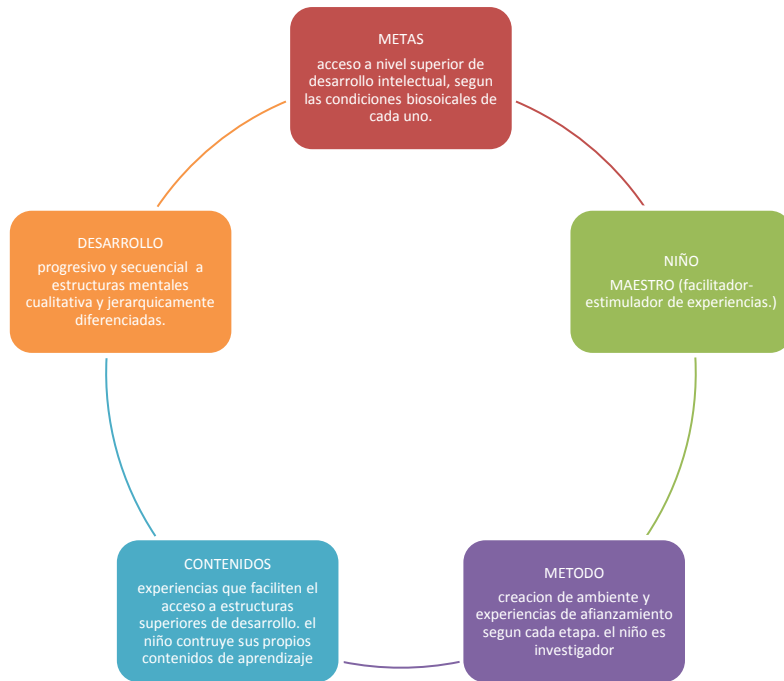 METAS
acceso a nivel superior de
desarrollo intelectual, segun
las condiciones biosoicales de
cada uno.
NIÑO
MAESTRO (facilitador-
estimulador de experiencias.)
METODO
creacion de ambiente y
experiencias de afianzamiento
segun cada etapa. el niño es
investigador
CONTENIDOS
experiencias que faciliten el
acceso a estructuras
superiores de desarrollo. el
niño contruye sus propios
contenidos de aprendizaje
DESARROLLO
progresivo y secuencial a
estructuras mentales
cualitativa y jerarquicamente
diferenciadas.